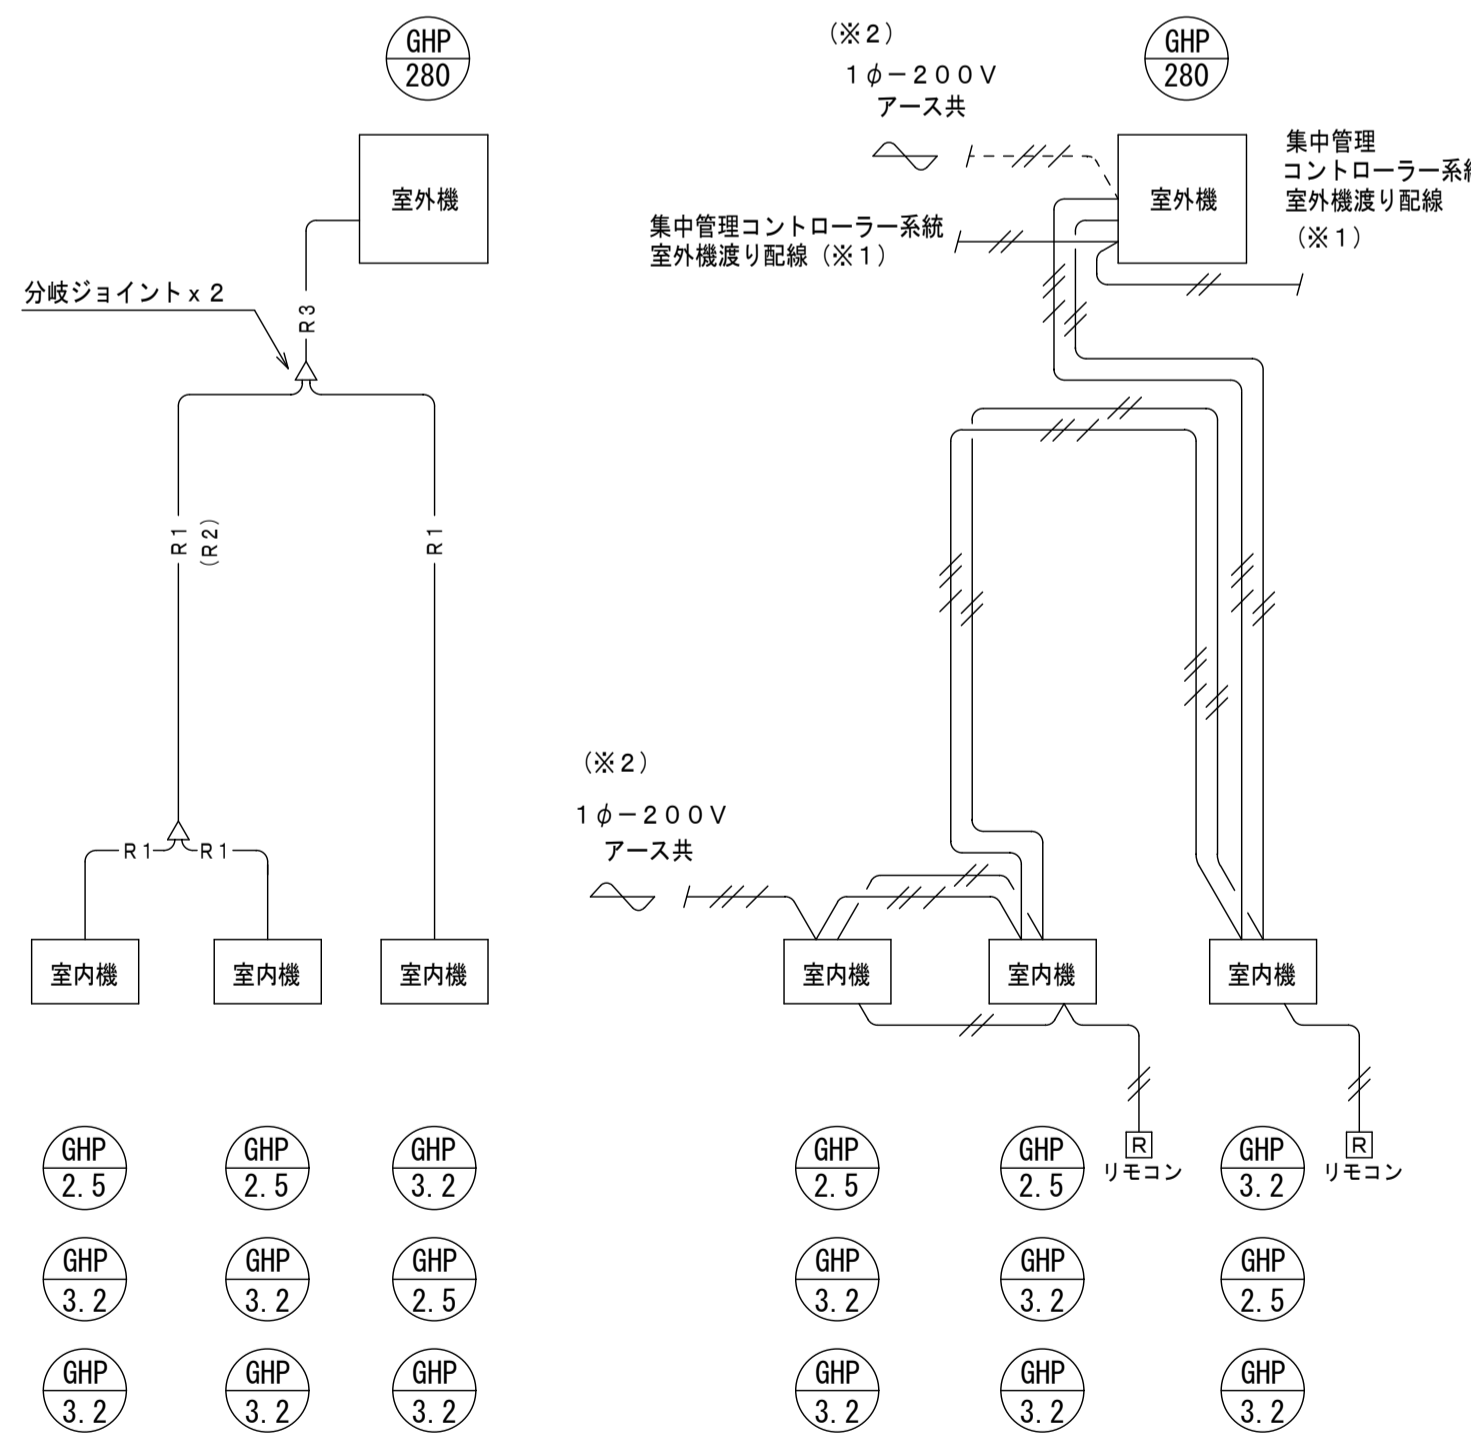 GHP
280
室外機
分岐ジョイントｘ２
R3
R1
(R2)
R1
R1
R1
室内機
室内機
室内機
GHP
2.5
GHP
2.5
GHP
3.2
GHP
3.2
GHP
3.2
GHP
2.5
GHP
3.2
GHP
3.2
GHP
3.2
（※２）
１φ－２００Ｖ
アース共
GHP
280
室外機
集中管理
コントローラー系統
室外機渡り配線
（※１）
集中管理コントローラー系統
室外機渡り配線（※１）
（※２）
１φ－２００Ｖ
アース共
室内機
室内機
室内機
R
リモコン
R
リモコン
GHP
2.5
GHP
2.5
GHP
3.2
GHP
3.2
GHP
3.2
GHP
2.5
GHP
3.2
GHP
3.2
GHP
3.2